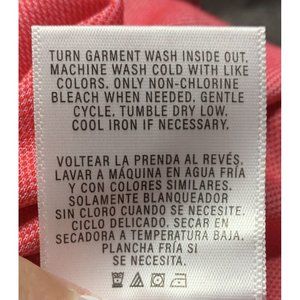 TURN GARMENT WASH INSIDE OUT.
MACHINE WASH COLD WITH LIKE
COLORS. ONLY NON-CHLORINE
BLEACH WHEN NEEDED. GENTLE
CYCLE. TUMBLE DRY LOW.
COOL IRON IF NECESSARY.
VOLTEAR LA PRENDA AL REVÉS.
LAVAR A MÁQUINA EN AGUA FRÍA
Y CON COLORES SIMILARES.
SOLAMENTE BLANQUEADOR
SIN CLORO CUANDO SE NECESITE.
CICLO DELICADO. SECAR EN
SECADORA A TEMPERATURA BAJA.
PLANCHA FRÍA SI
SE NECESITA.